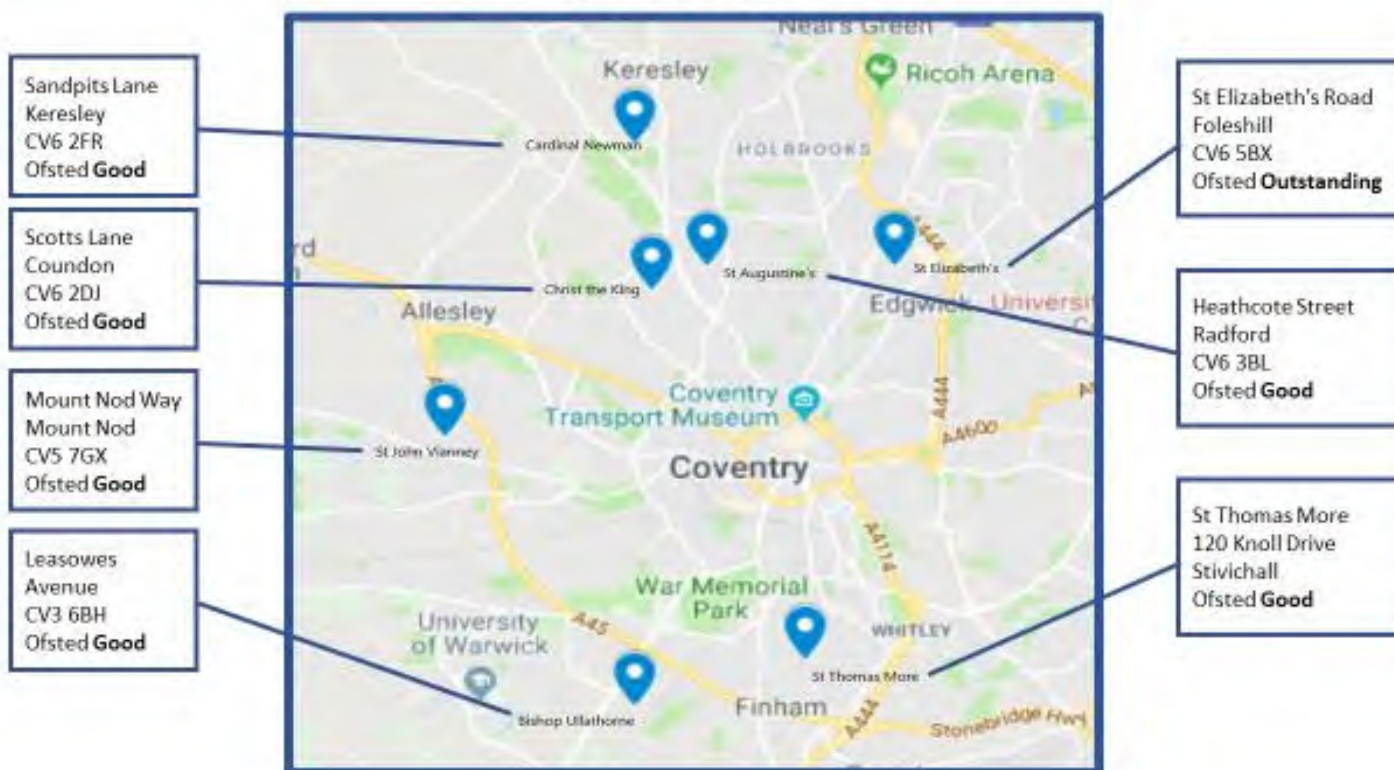 Sandpits Lane
Keresley
CV6 2FR
Ofsted Good
Scotts Lane
Coundon
CV6 2DJ
Ofsted Good
Mount Nod Way
Mount Nod
CV5 7GX
Ofsted Good
Leasowes
Avenue
CV3 6BH
Ofsted Good
Neal's Green
Keresley
Ricoh Arena
Cardinal Newman
HOLBROOKS
A444
St Augustine's
St Elizabeth's
Christ the King
Edgwick
Allesley
Coventry
Transport Museum
A444
St John Vianney
A4600
Coventry
A4114
War Memorial
Park
University
of Warwick
A45
WHITLEY
St Thomas More
Bishop Ullathorne
Finham
A444
Stonebridge Hwy
St Elizabeth's Road
Foleshill
CV6 5BX
Ofsted Outstanding
Heathcote Street
Radford
CV6 3BL
Ofsted Good
St Thomas More
120 Knoll Drive
Stivichall
Ofsted Good